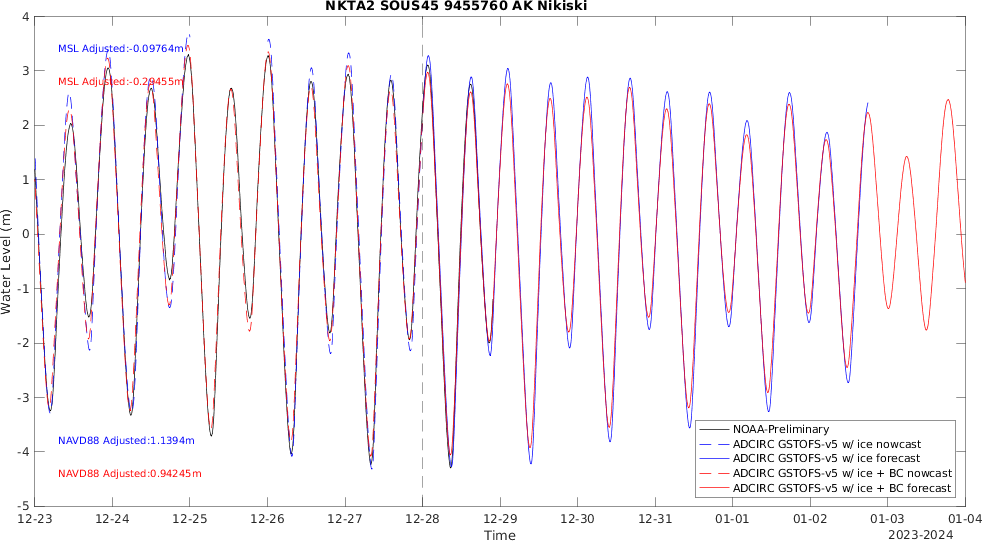 NKTA2 SOUS45 9455760 AK Nikiski
MSL Adjusted:-0.09764m
MSL Adjusted:-0.29455m
NAVD88 Adjusted:1.1394m
NAVD88 Adjusted:0.94245m
Water Level (m)
4
3
2
1
0
-1
-2
-3
-4
-5
NOAA-Preliminary
ADCIRC GSTOFS-v5 w/ ice nowcast
ADCIRC GSTOFS-v5 w/ ice forecast
ADCIRC GSTOFS-v5 w/ ice + BC nowcast
ADCIRC GSTOFS-v5 w/ ice + BC forecast
12-23 12-24 12-25 12-26 12-27 12-28 12-29 12-30 12-31 01-01 01-02 01-03 01-04
Time
2023-2024